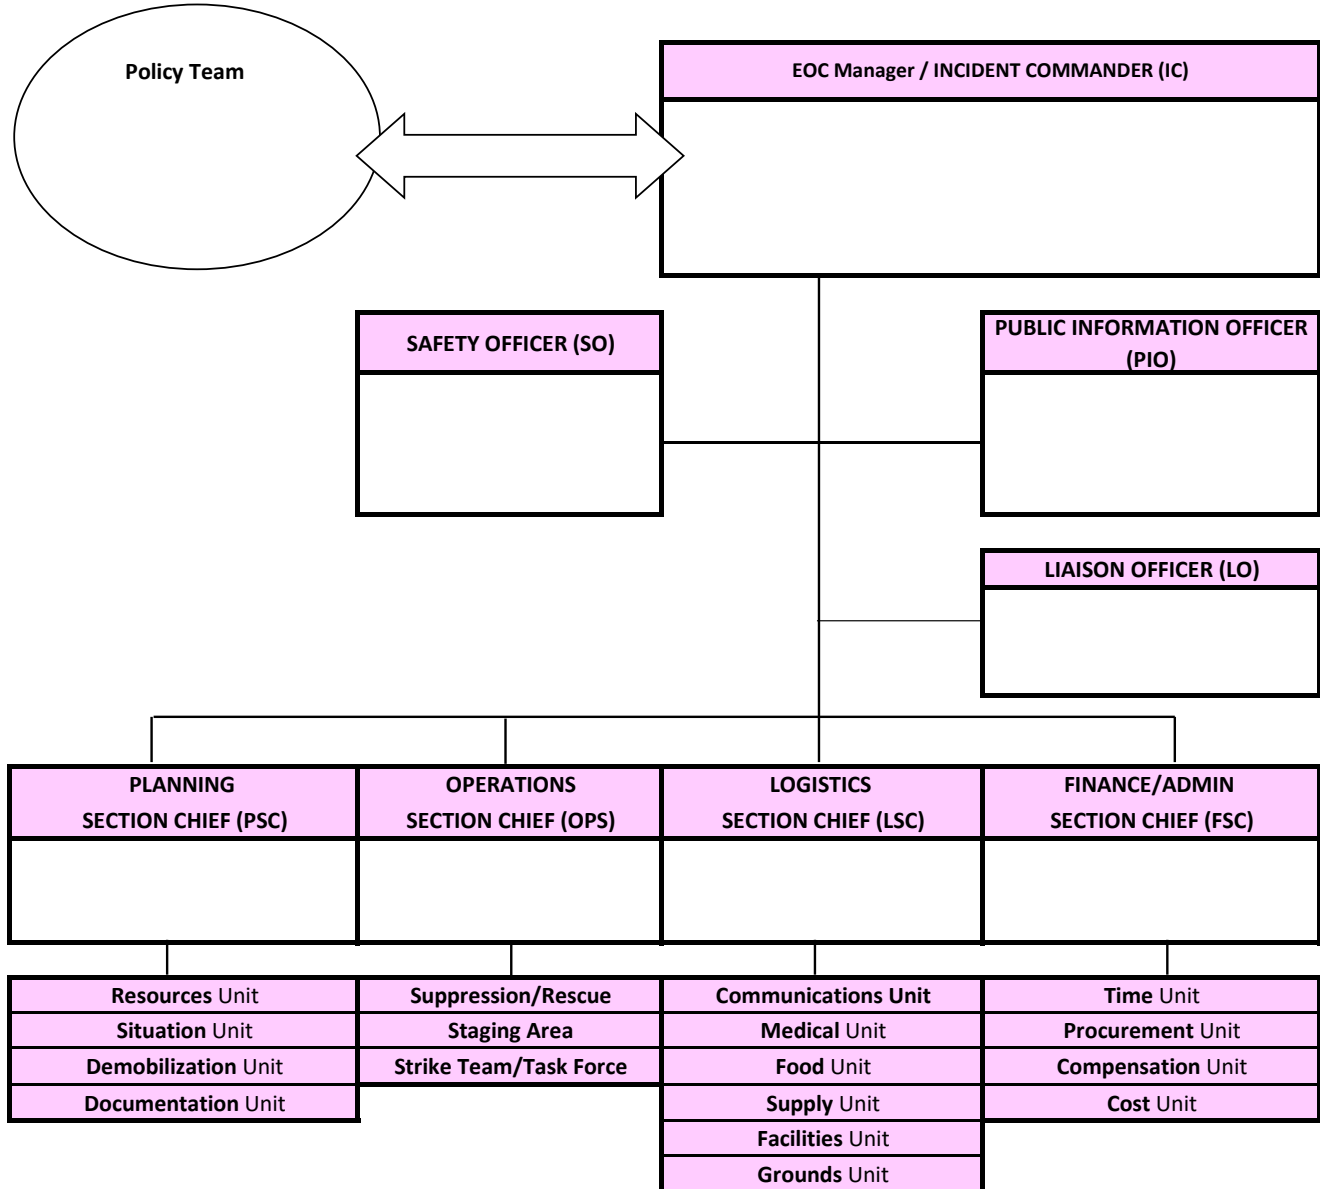 Policy Team
EOC Manager / INCIDENT COMMANDER (IC)
SAFETY OFFICER (SO)
PUBLIC INFORMATION OFFICER
(PIO)
LIAISON OFFICER (LO)
PLANNING
SECTION CHIEF (PSC)
OPERATIONS
SECTION CHIEF (OPS)
LOGISTICS
SECTION CHIEF (LSC)
FINANCE/ADMIN
SECTION CHIEF (FSC)
Resources Unit
Situation Unit
Demobilization Unit
Documentation Unit
Suppression/Rescue
Staging Area
Strike Team/Task Force
Communications Unit
Medical Unit
Food Unit
Supply Unit
Facilities Unit
Grounds Unit
Time Unit
Procurement Unit
Compensation Unit
Cost Unit